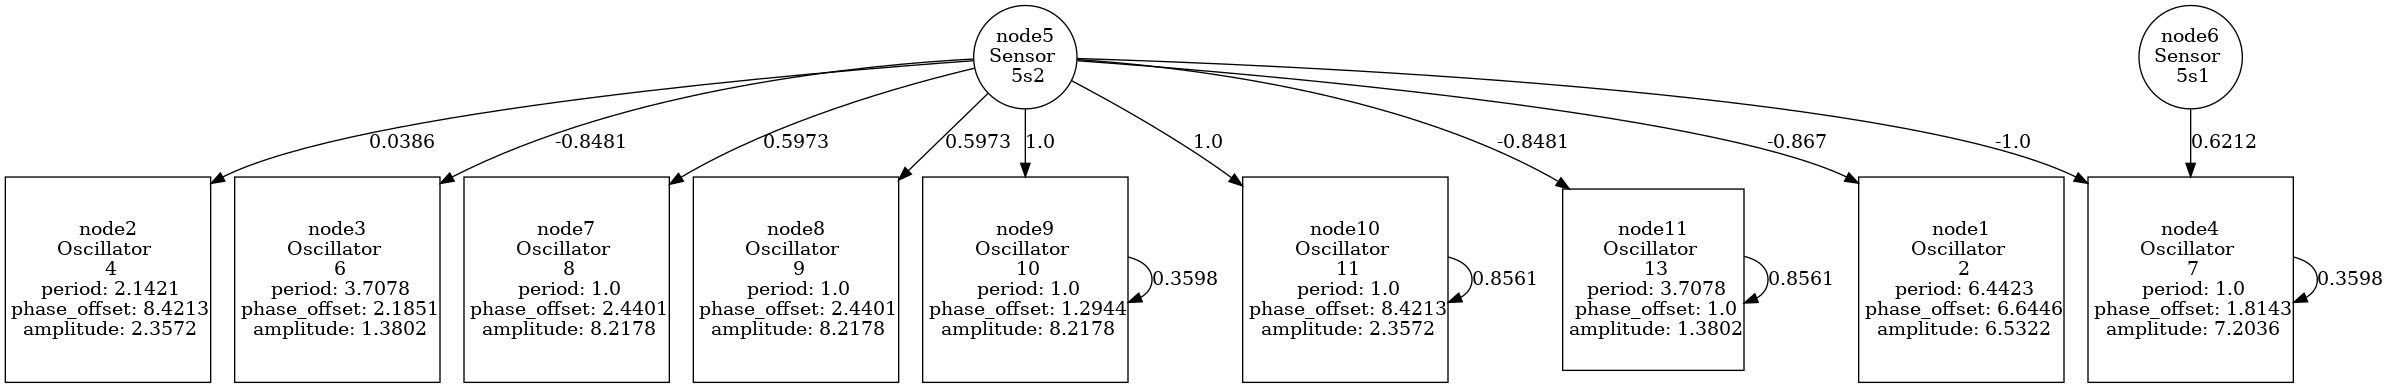 node5
Sensor
5s2
node6
Sensor
5s1
0.0386
-0.8481
0.5973
0.5973
1.0
1.0
-0.8481
-0.867
-1.0
0.6212
node2
Oscillator
4
period: 2.1421
phase_offset: 8.4213
amplitude: 2.3572
node3
Oscillator
6
period: 3.7078
phase_offset: 2.1851
amplitude: 1.3802
node7
Oscillator
8
period: 1.0
phase_offset: 2.4401
amplitude: 8.2178
node8
Oscillator
9
period: 1.0
phase_offset: 2.4401
amplitude: 8.2178
node9
Oscillator
10
period: 1.0
phase_offset: 1.2944
amplitude: 8.2178
0.3598
node10
Oscillator
11
period: 1.0
phase_offset: 8.4213
amplitude: 2.3572
0.8561
node11
Oscillator
13
period: 3.7078
phase_offset: 1.0
amplitude: 1.3802
0.8561
node1
Oscillator
2
period: 6.4423
phase_offset: 6.6446
amplitude: 6.5322
node4
Oscillator
7
period: 1.0
phase_offset: 1.8143
amplitude: 7.2036
0.3598